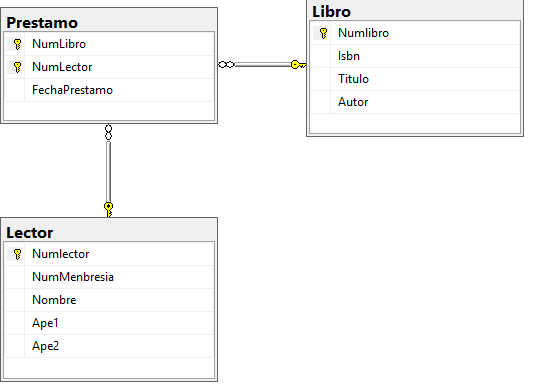 Prestamo
NumLibro
NumLector
FechaPrestamo
Libro
Numlibro
Isbn
Titulo
Autor
Lector
Numlector
NumMenbresia
Nombre
Ape1
Ape2